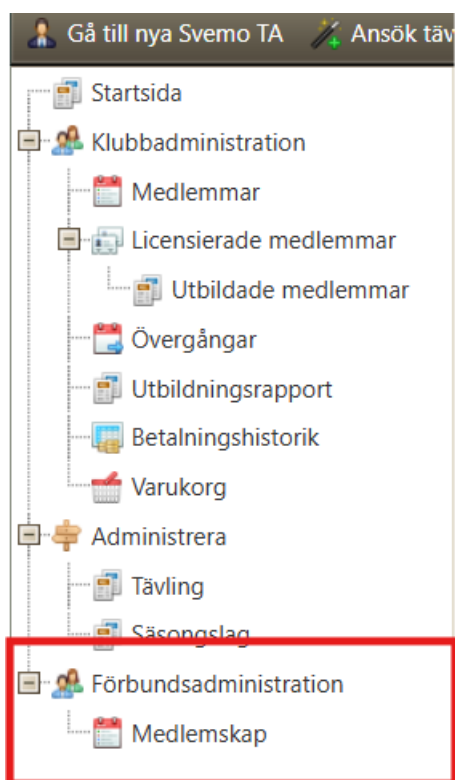 Gå till nya Svemo TA Ansök täv
Startsida
Klubbadministration
Medlemmar
Licensierade medlemmar
Utbildade medlemmar
Övergångar
Utbildningsrapport
Betalningshistorik
Varukorg
Administrera
Tävling
Säsongslag
Förbundsadministration
Medlemskap